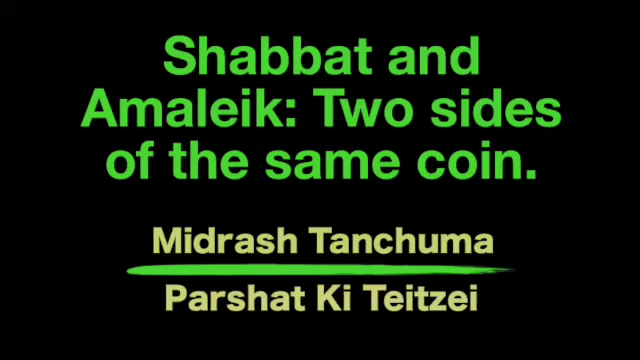 Shabbat and
Amaleik: Two sides
of the same coin.
Midrash Tanchuma
Parshat Ki Teitzei